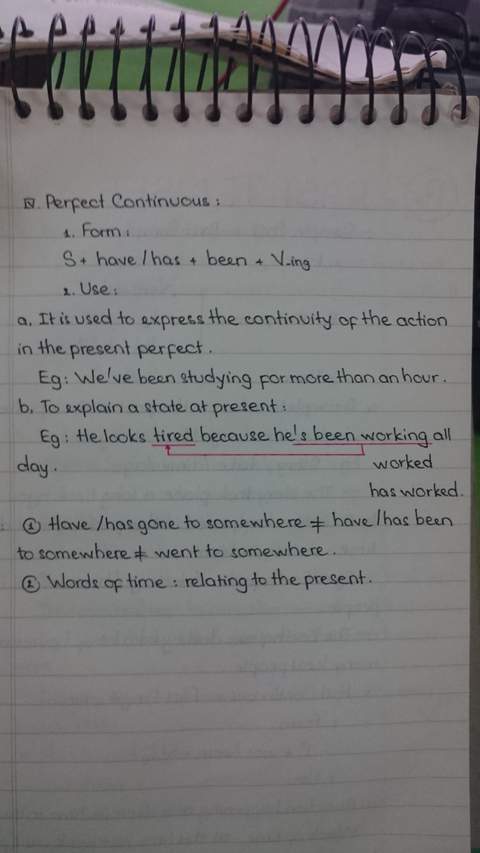 IV. Perfect Continuous:
1. Form:
S + have / has + been + V-ing
2. Use:
a. It is used to express the continuity of the action
in the present perfect.
Eg: We've been studying for more than an hour.
b. To explain a state at present:
Eg: He looks tired because he's been working all
day.
worked
has worked.
① Have / has gone to somewhere ≠ have / has been
to somewhere ≠ went to somewhere.
② Words of time: relating to the present.